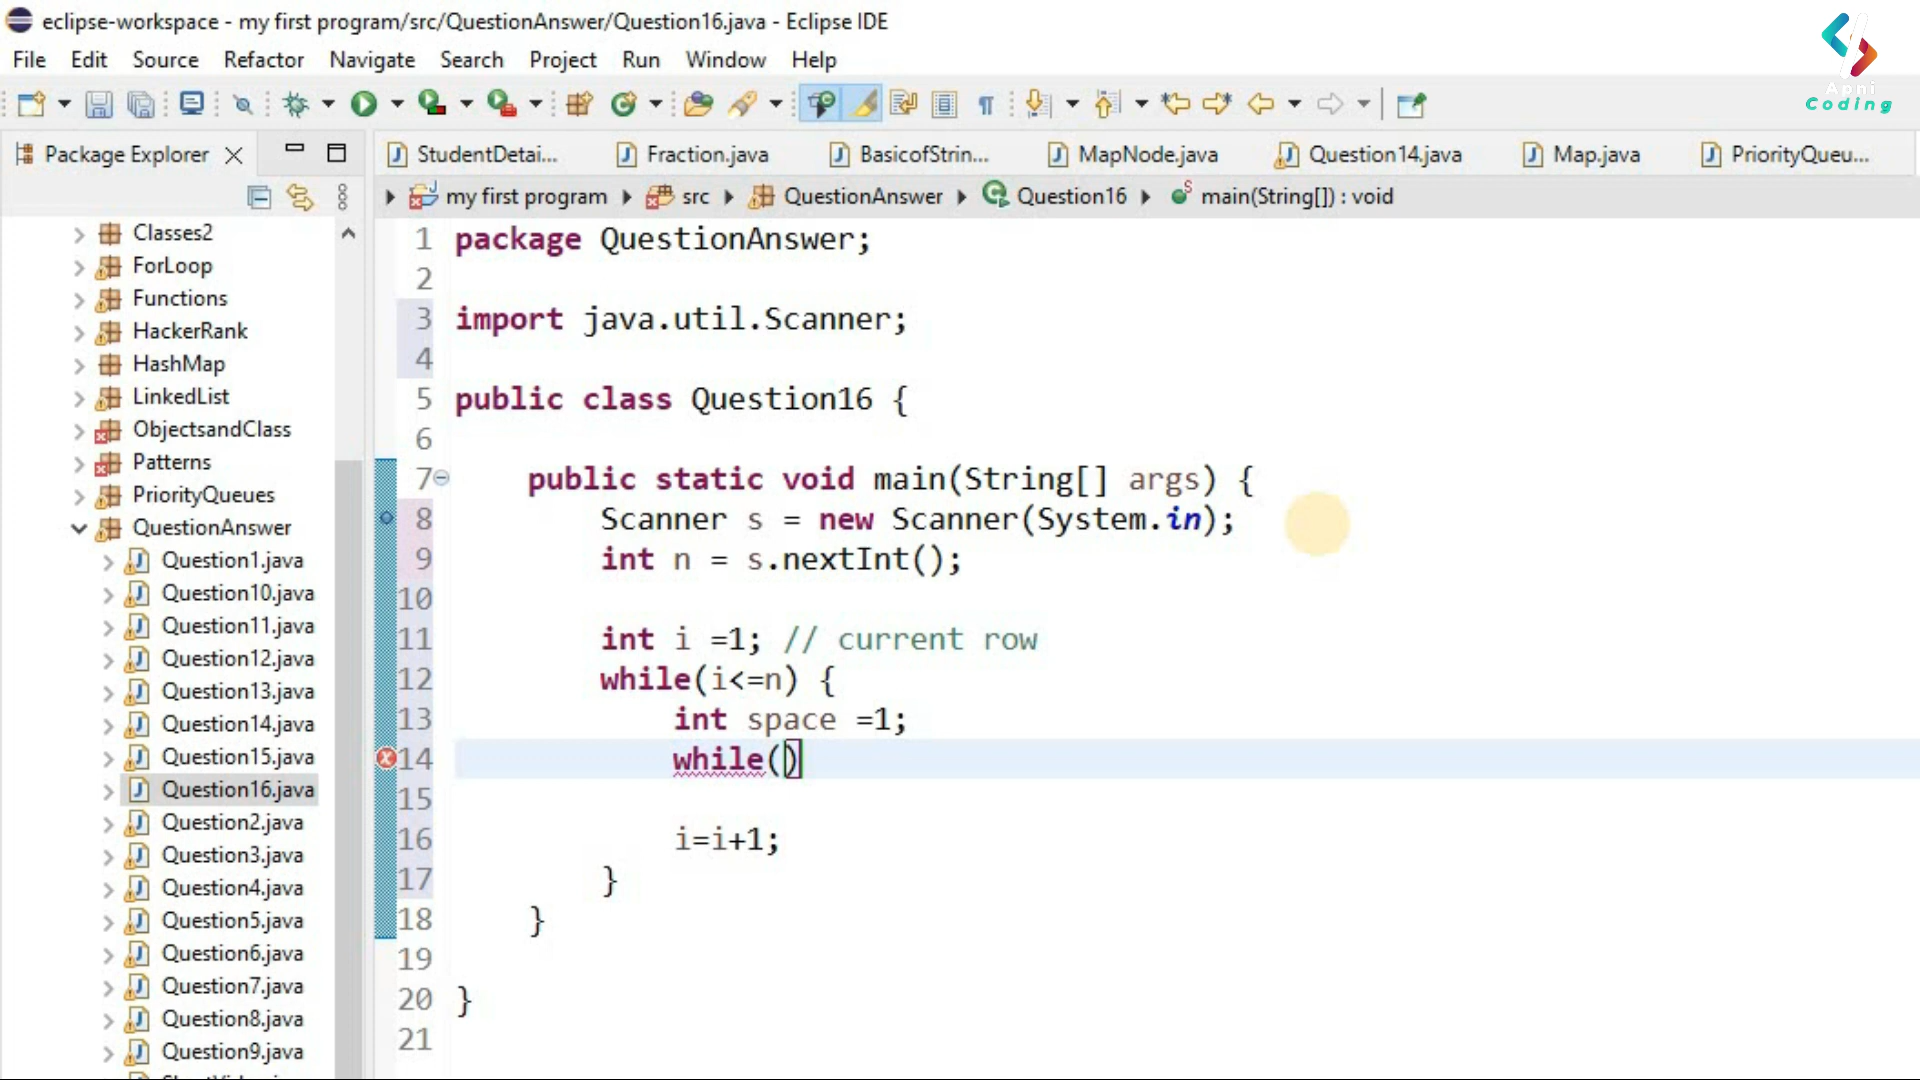 eclipse-workspace - my first program/src/QuestionAnswer/Question16.java - Eclipse IDE
File Edit Source Refactor Navigate Search Project Run Window Help
Apni
Coding
Package Explorer
StudentDetai... Fraction.java BasicofStrin... MapNode.java Question14.java Map.java PriorityQueu...
my first program src QuestionAnswer Question16 main(String[]) : void
Classes2
ForLoop
Functions
HackerRank
HashMap
LinkedList
ObjectsandClass
Patterns
PriorityQueues
QuestionAnswer
Question1.java
Question10.java
Question11.java
Question12.java
Question13.java
Question14.java
Question15.java
Question16.java
Question2.java
Question3.java
Question4.java
Question5.java
Question6.java
Question7.java
Question8.java
Question9.java
1 package QuestionAnswer;
2
3 import java.util.Scanner;
4
5 public class Question16 {
6
7 public static void main(String[] args) {
8 Scanner s = new Scanner(System.in);
9 int n = s.nextInt();
10
11 int i =1; // current row
12 while(i<=n) {
13 int space =1;
14 while()
15
16 i=i+1;
17 }
18 }
19
20 }
21